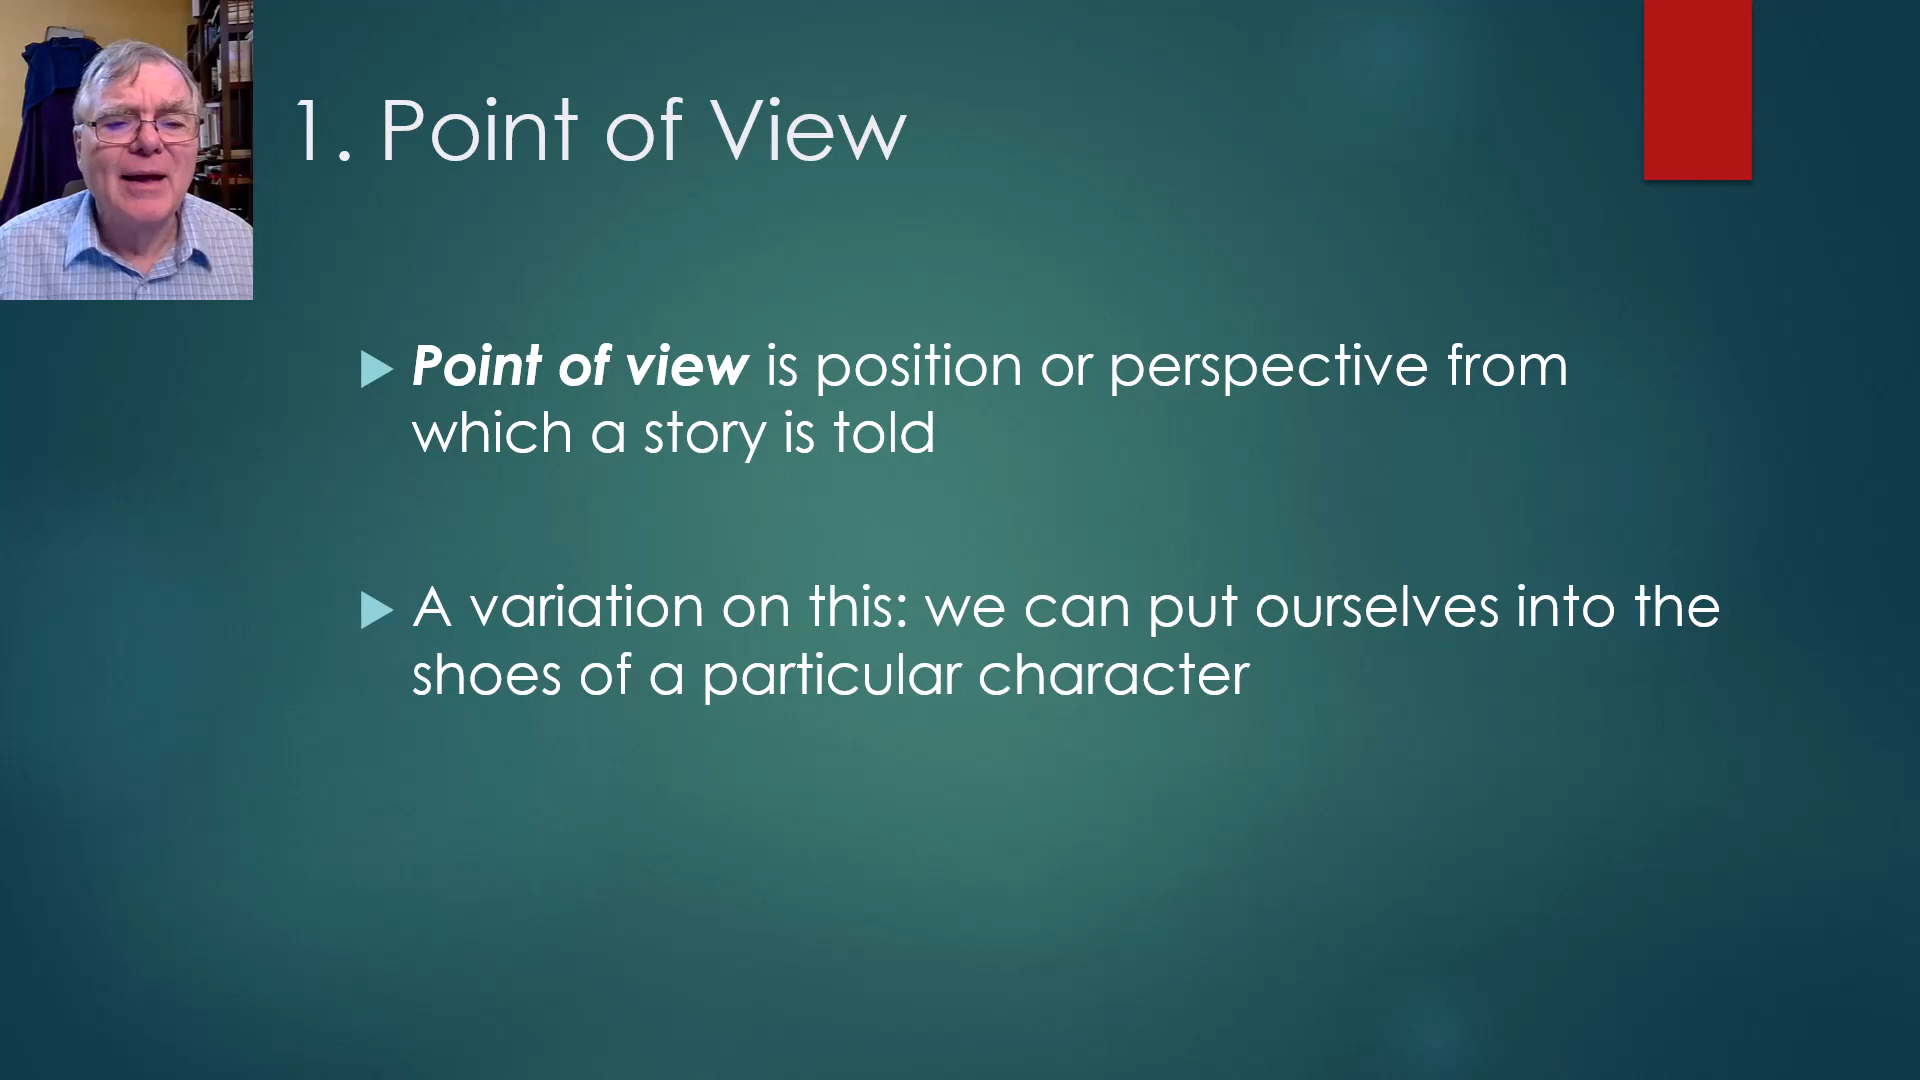 1. Point of View
Point of view is position or perspective from
which a story is told
A variation on this: we can put ourselves into the
shoes of a particular character